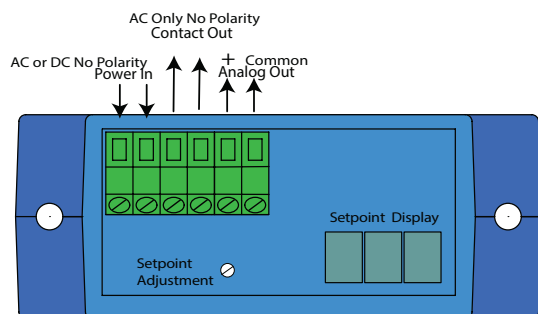 AC Only No Polarity
Contact Out
AC or DC No Polarity
Power In
+ Common
Analog Out
Setpoint Display
Setpoint
Adjustment